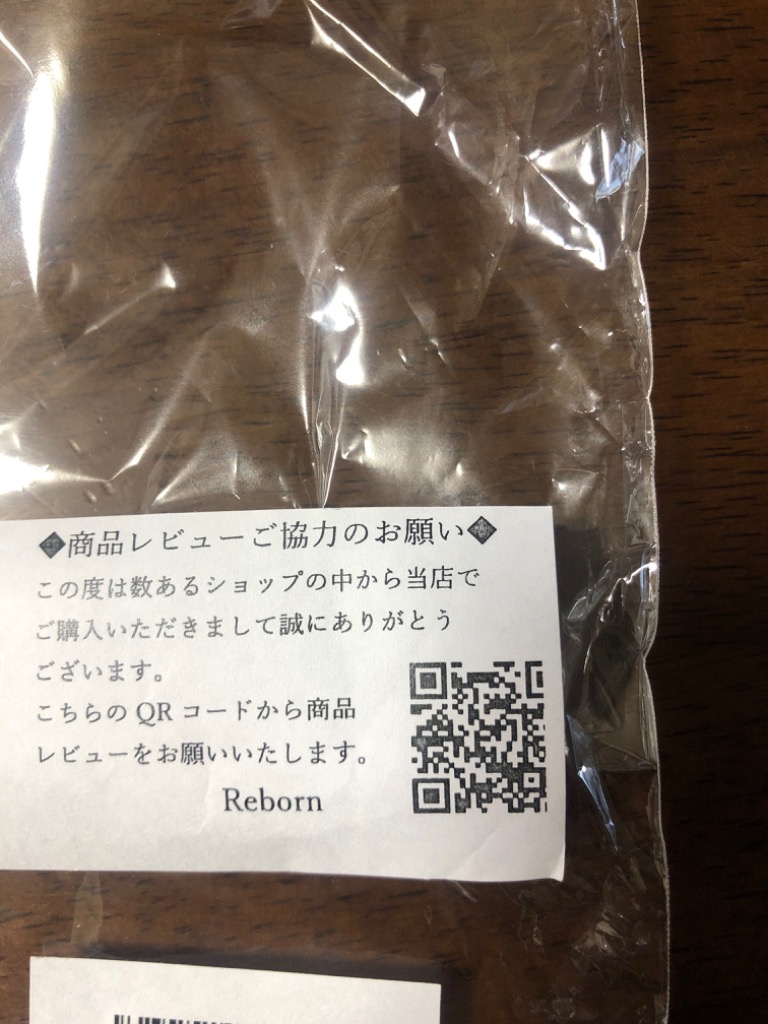 ◆商品レビューご協力のお願い◆
この度は数あるショップの中から当店で
ご購入いただきまして誠にありがとう
ございます。
こちらの QR コードから商品
レビューをお願いいたします。
Reborn